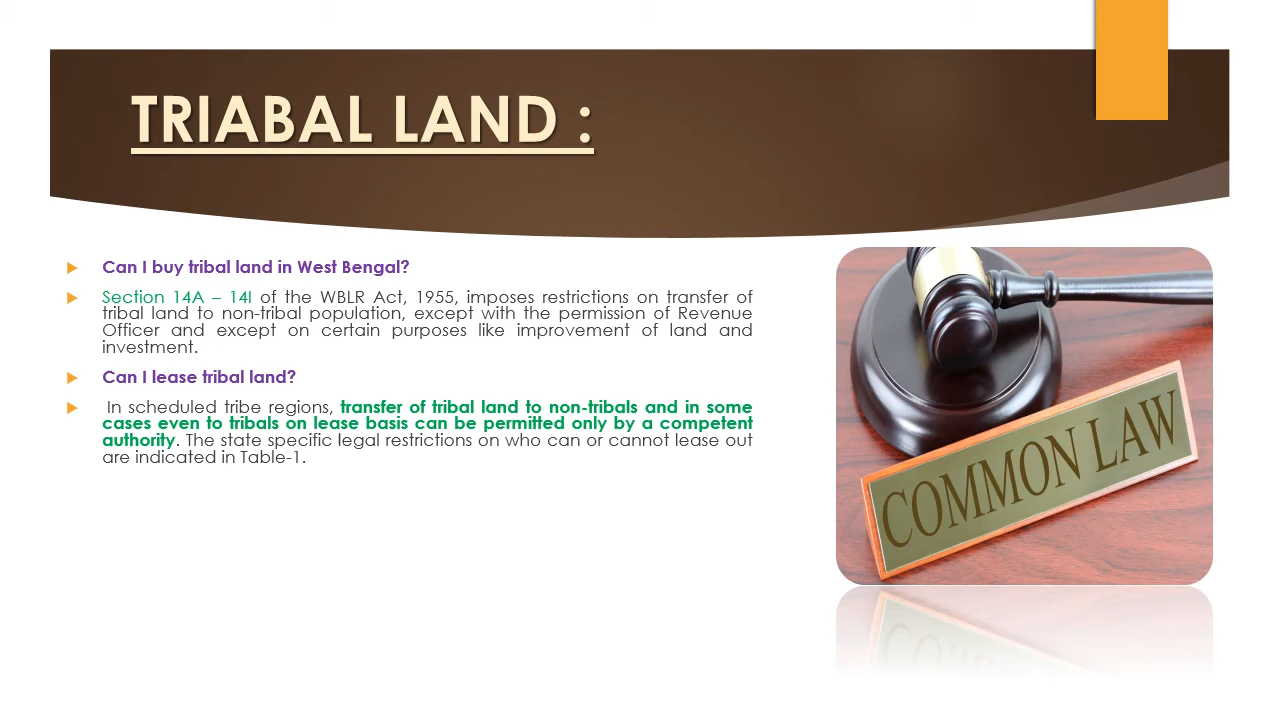 TRIABAL LAND :
Can I buy tribal land in West Bengal?
Section 14A – 14I of the WBLR Act, 1955, imposes restrictions on transfer of
tribal land to non-tribal population, except with the permission of Revenue
Officer and except on certain purposes like improvement of land and
investment.
Can I lease tribal land?
In scheduled tribe regions, transfer of tribal land to non-tribals and in some
cases even to tribals on lease basis can be permitted only by a competent
authority. The state specific legal restrictions on who can or cannot lease out
are indicated in Table-1.
COMMON LAW